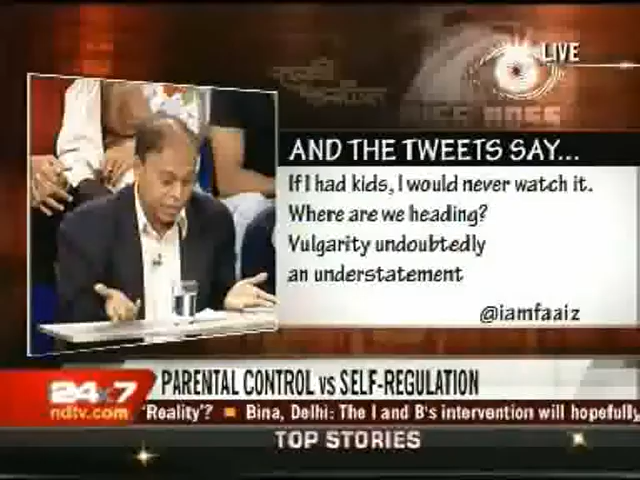 LIVE
BIGG BOSS
AND THE TWEETS SAY...
If I had kids, I would never watch it.
Where are we heading?
Vulgarity undoubtedly
an understatement
@iamfaaiz
PARENTAL CONTROL vs SELF-REGULATION
24x7
ndtv.com
'Reality'? Bina, Delhi: The I and B's intervention will hopefully
TOP STORIES